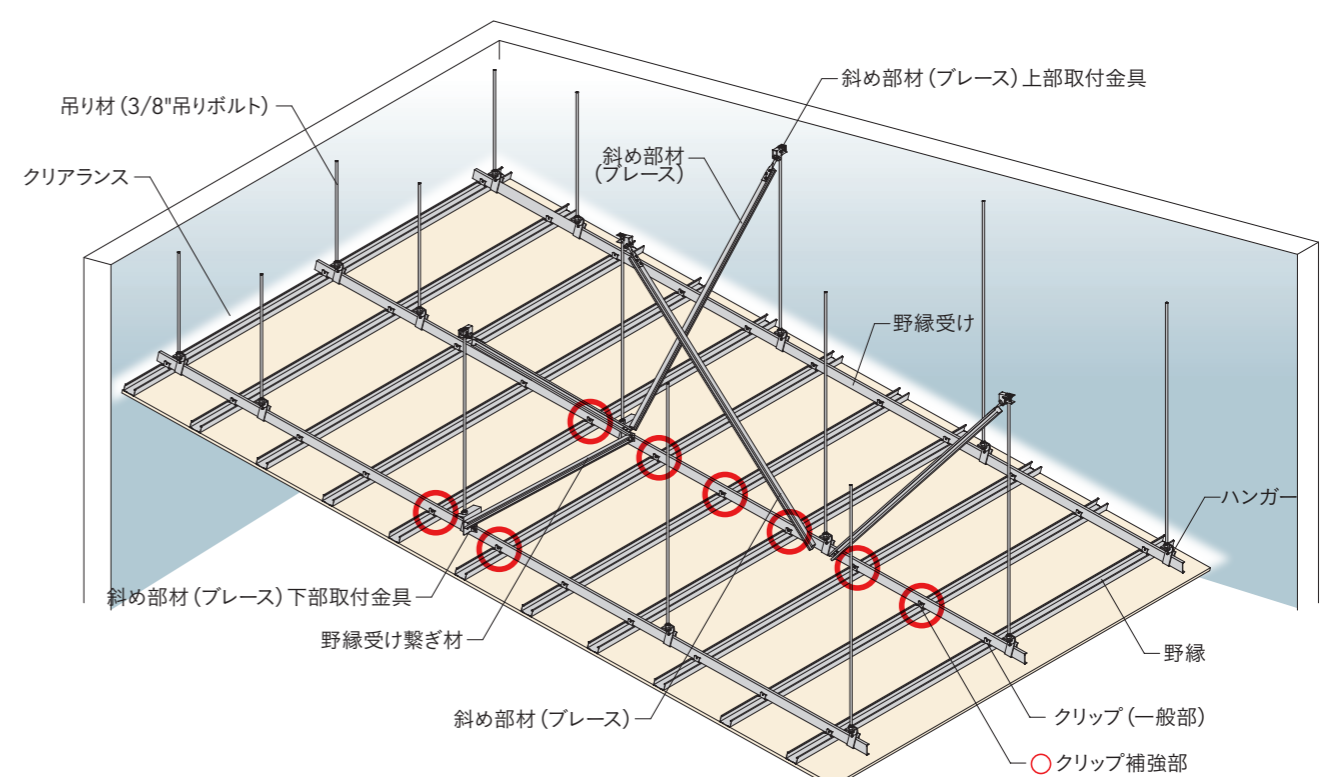 斜め部材(ブレース)上部取付金具
吊り材(3/8"吊りボルト)
斜め部材
(ブレース)
クリアランス
野縁受け
ハンガー
斜め部材(ブレース)下部取付金具
野縁受け繋ぎ材
野縁
斜め部材(ブレース)
クリップ(一般部)
クリップ補強部